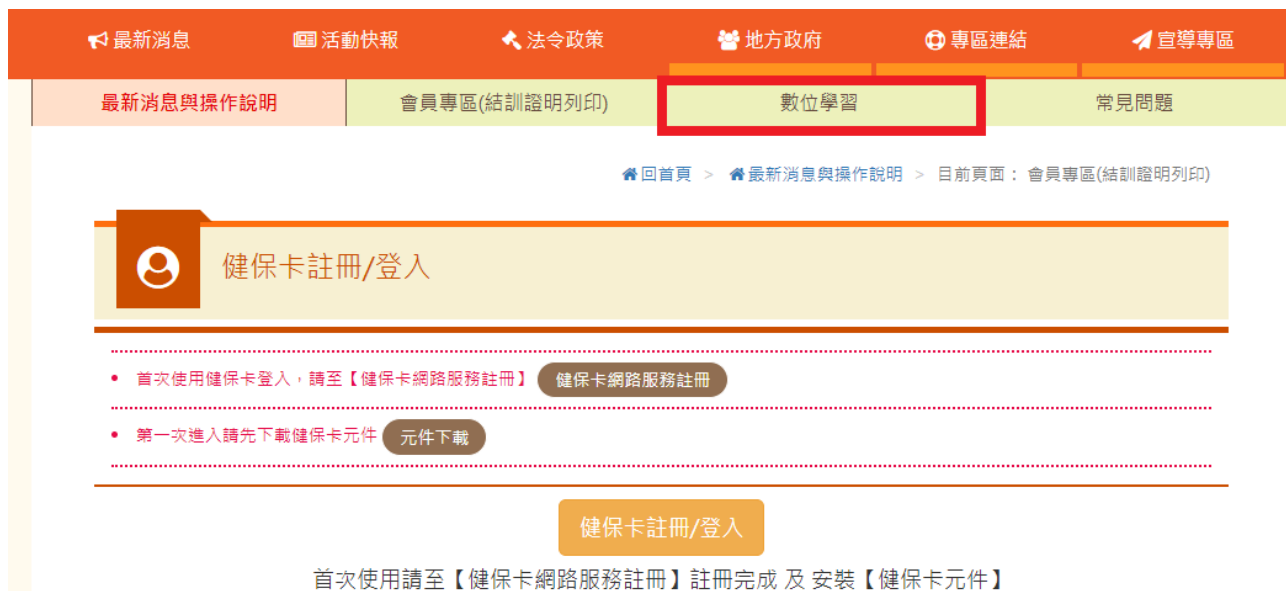 最新消息 活動快報 法令政策 地方政府 專區連結 宣導專區
最新消息與操作說明 會員專區(結訓證明列印) 數位學習 常見問題
回首頁 > 最新消息與操作說明 > 目前頁面： 會員專區(結訓證明列印)
健保卡註冊/登入
首次使用健保卡登入，請至【健保卡網路服務註冊】 健保卡網路服務註冊
第一次進入請先下載健保卡元件 元件下載
健保卡註冊/登入
首次使用請至【健保卡網路服務註冊】註冊完成 及 安裝【健保卡元件】